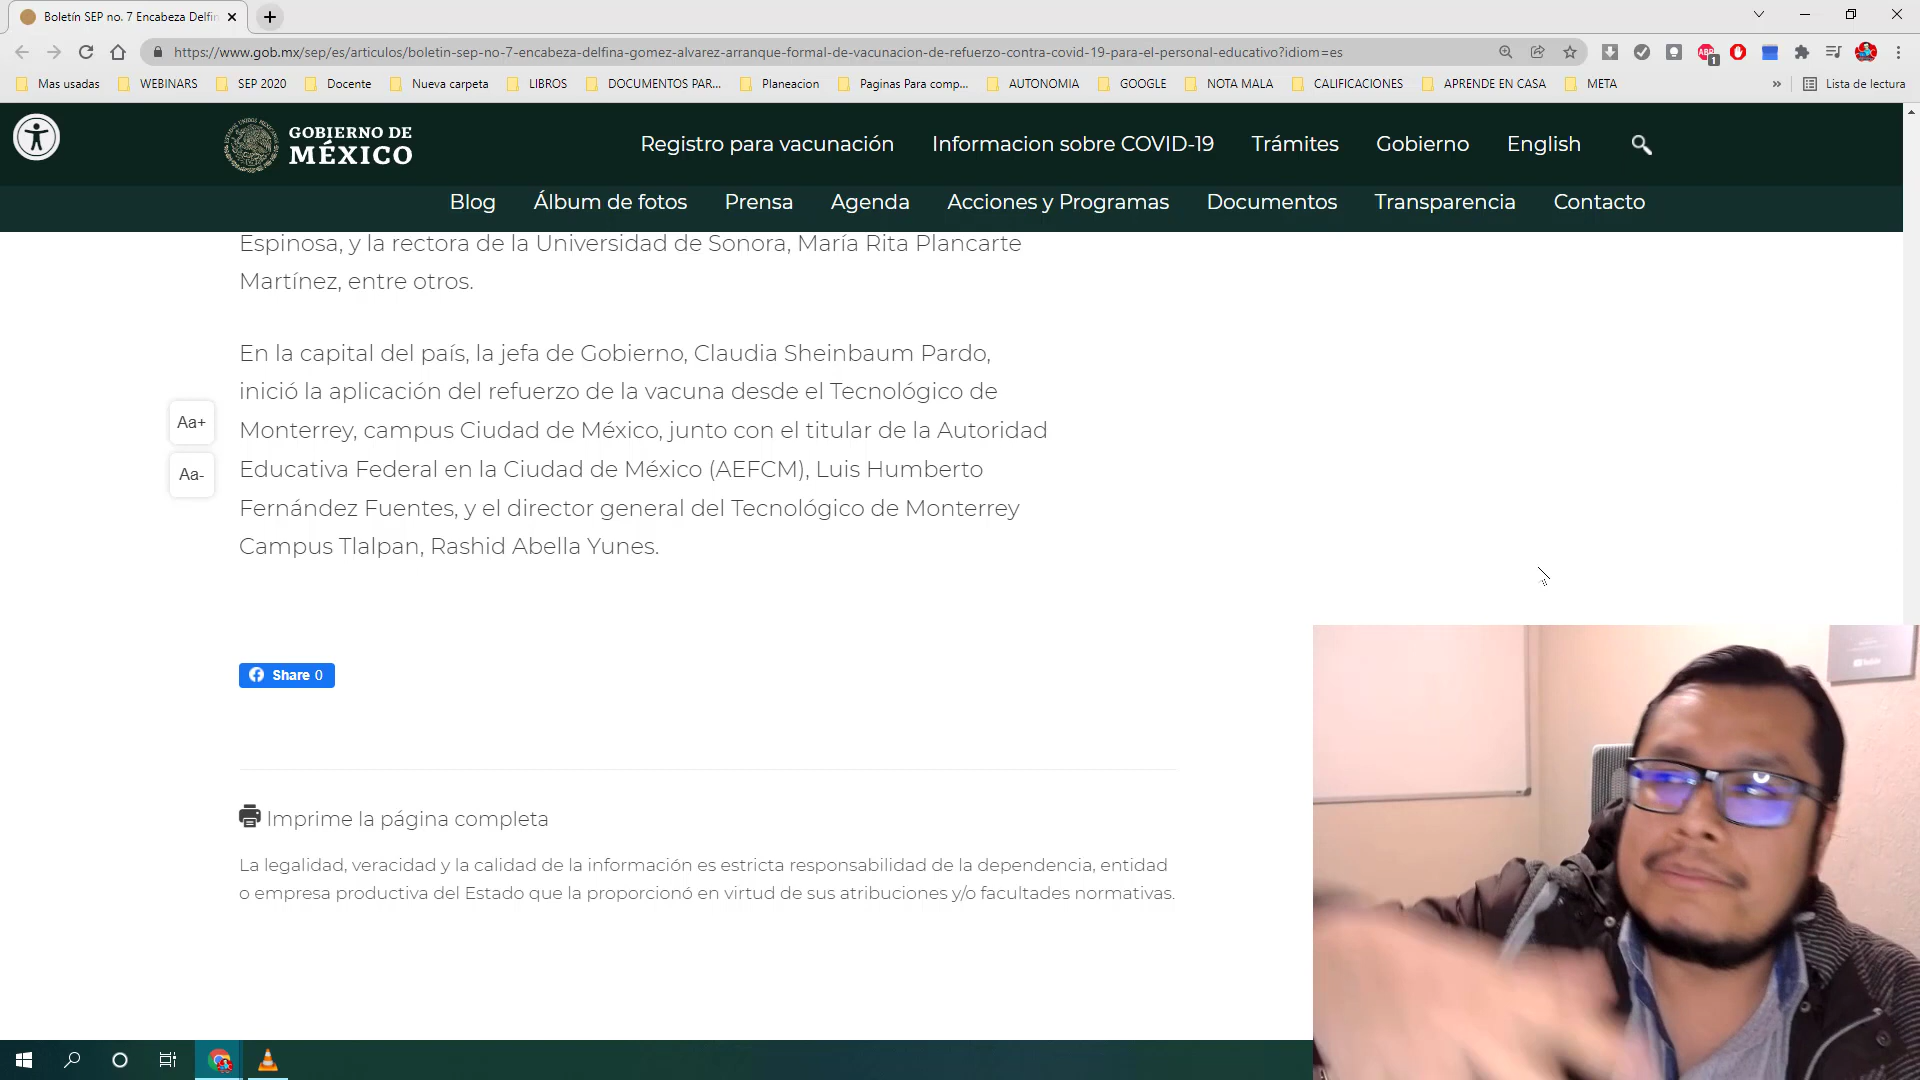 Boletín SEP no. 7 Encabeza Delfin
https://www.gob.mx/sep/es/articulos/boletin-sep-no-7-encabeza-delfina-gomez-alvarez-arranque-formal-de-vacunacion-de-refuerzo-contra-covid-19-para-el-personal-educativo?idiom=es
ABP
1
Mas usadas
WEBINARS
SEP 2020
Docente
Nueva carpeta
LIBROS
DOCUMENTOS PAR...
Planeacion
Paginas Para comp...
AUTONOMIA
GOOGLE
NOTA MALA
CALIFICACIONES
APRENDE EN CASA
META
»
Lista de lectura
GOBIERNO DE
MÉXICO
Registro para vacunación
Informacion sobre COVID-19
Trámites
Gobierno
English
Blog
Álbum de fotos
Prensa
Agenda
Acciones y Programas
Documentos
Transparencia
Contacto
Espinosa, y la rectora de la Universidad de Sonora, María Rita Plancarte
Martínez, entre otros.
En la capital del país, la jefa de Gobierno, Claudia Sheinbaum Pardo,
inició la aplicación del refuerzo de la vacuna desde el Tecnológico de
Monterrey, campus Ciudad de México, junto con el titular de la Autoridad
Educativa Federal en la Ciudad de México (AEFCM), Luis Humberto
Fernández Fuentes, y el director general del Tecnológico de Monterrey
Campus Tlalpan, Rashid Abella Yunes.
Aa+
Aa-
Share 0
Imprime la página completa
La legalidad, veracidad y la calidad de la información es estricta responsabilidad de la dependencia, entidad
o empresa productiva del Estado que la proporcionó en virtud de sus atribuciones y/o facultades normativas.